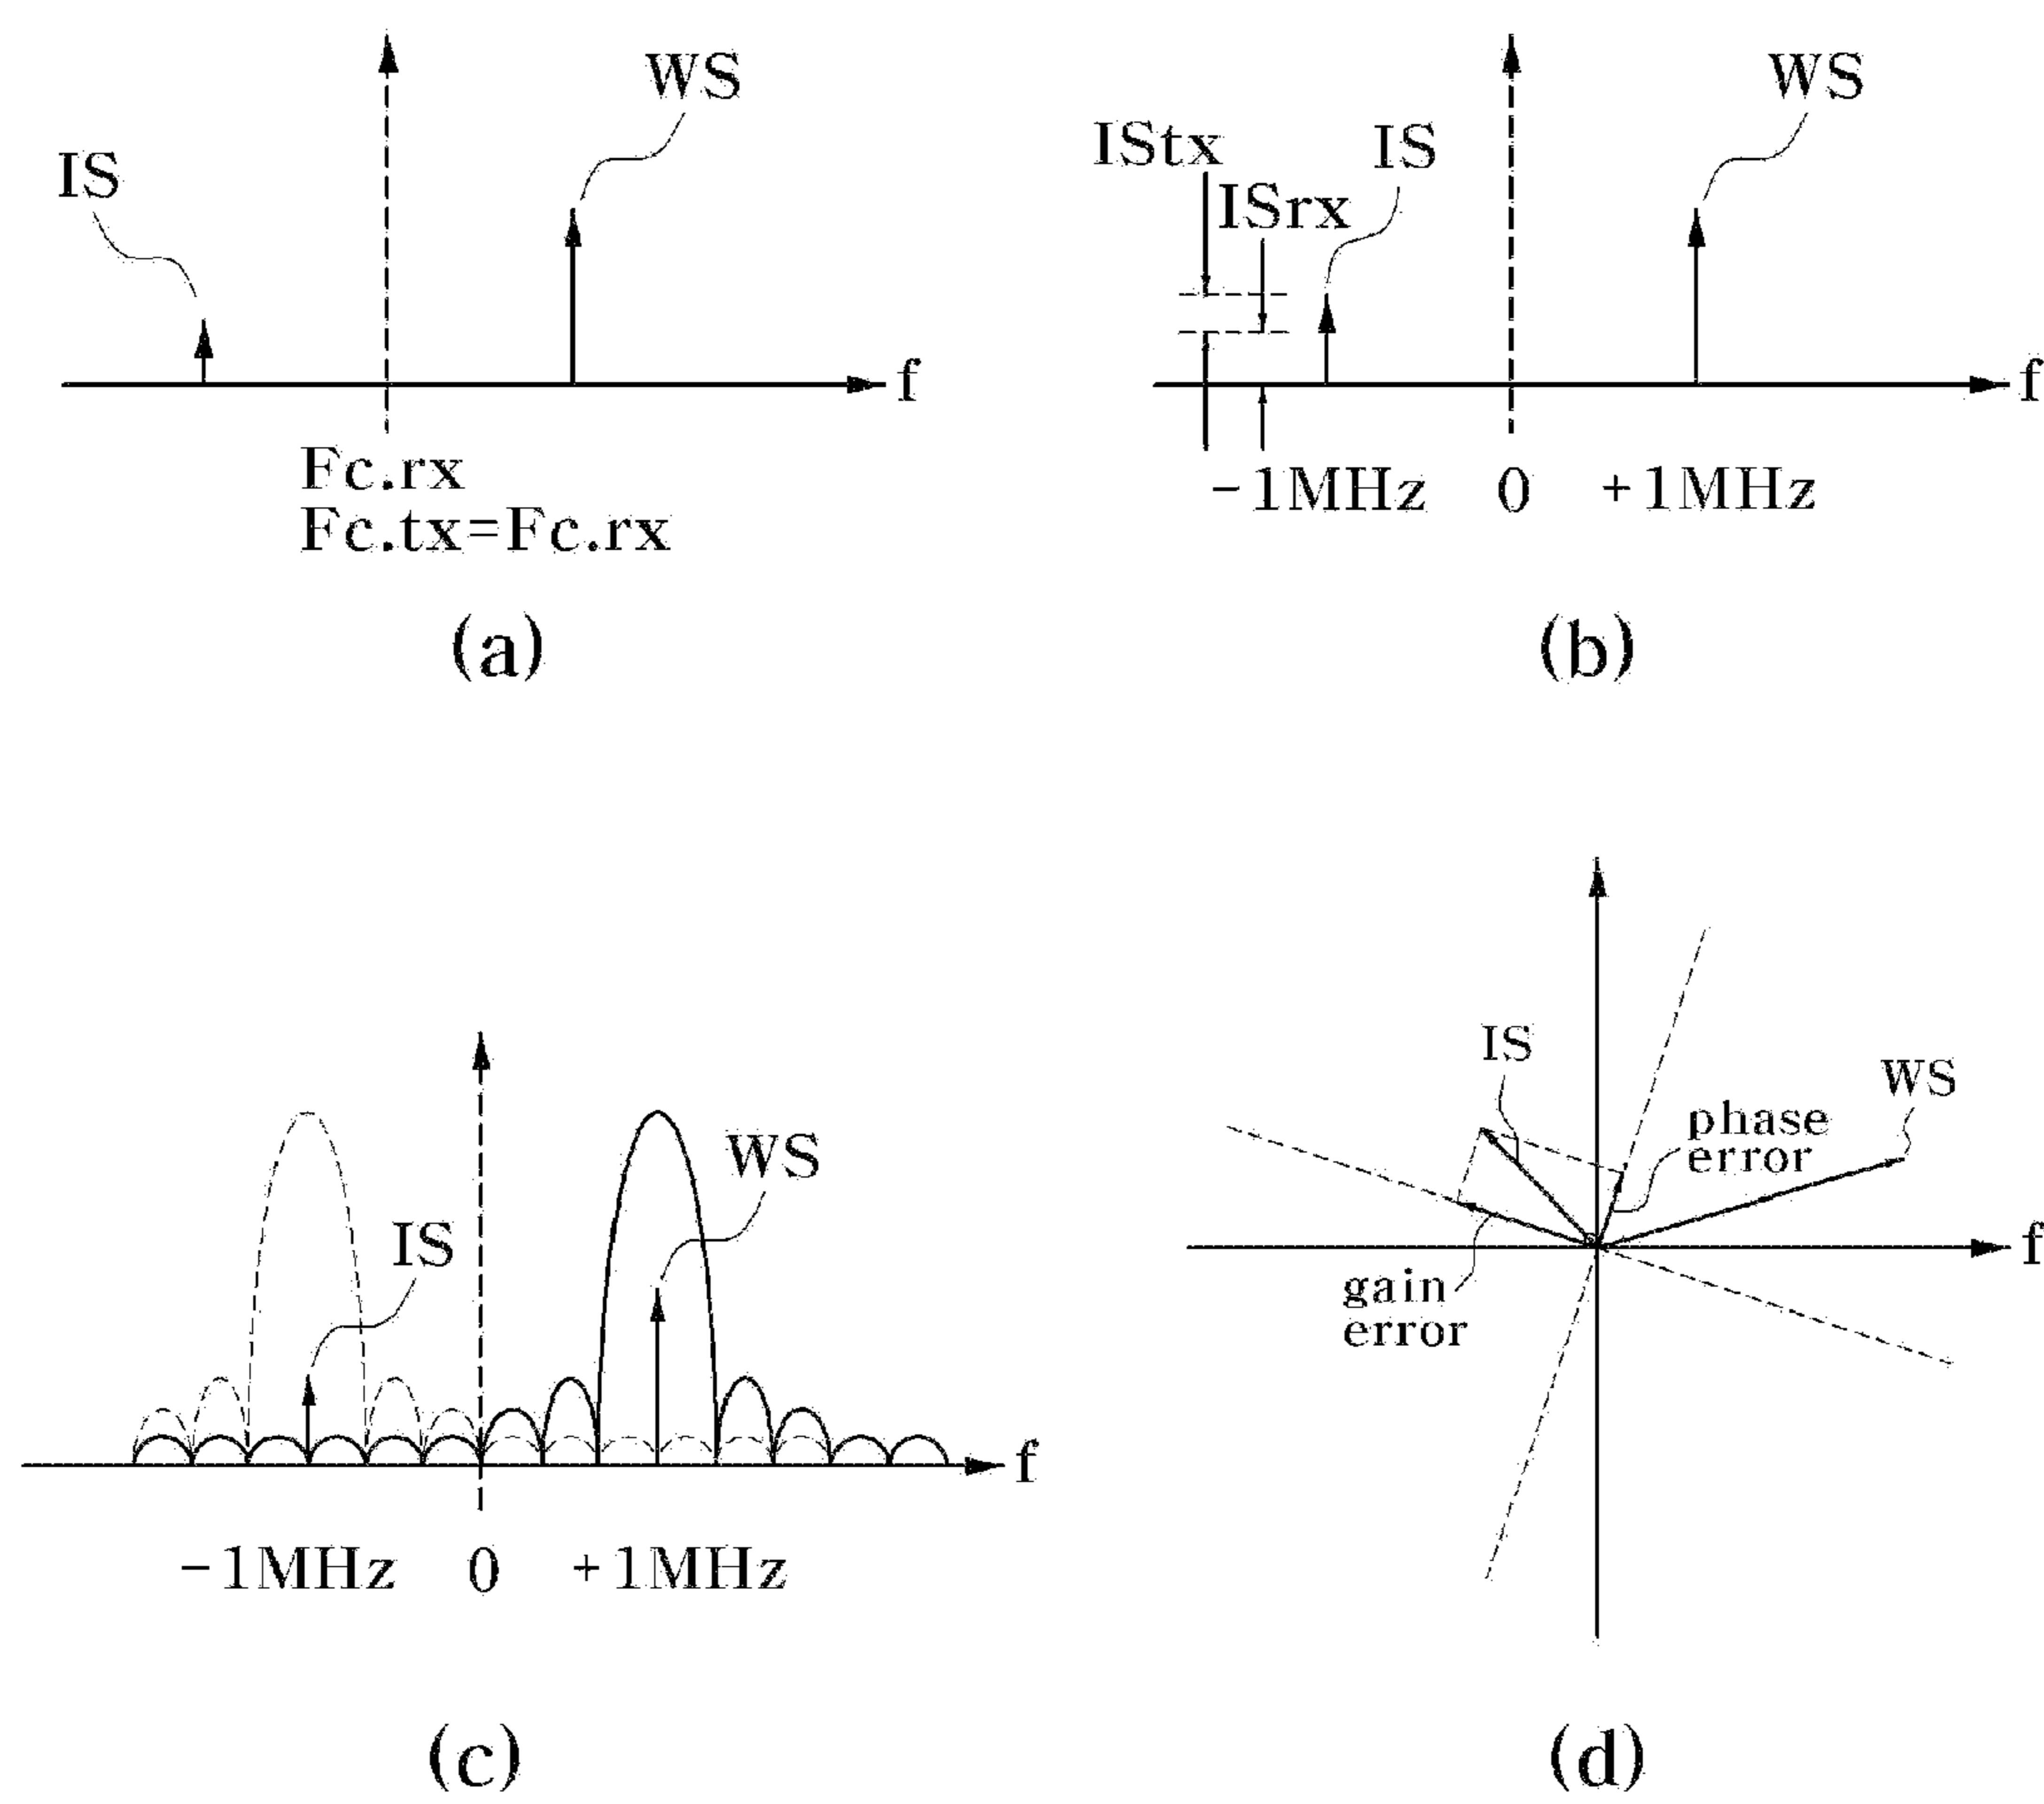 WS
IS
f
Fc.rx
Fc.tx=Fc.rx
(a)
WS
IStx
IS
ISrx
f
-1MHz 0 +1MHz
(b)
WS
IS
f
-1MHz 0 +1MHz
(c)
IS
WS
phase
error
f
gain
error
(d)